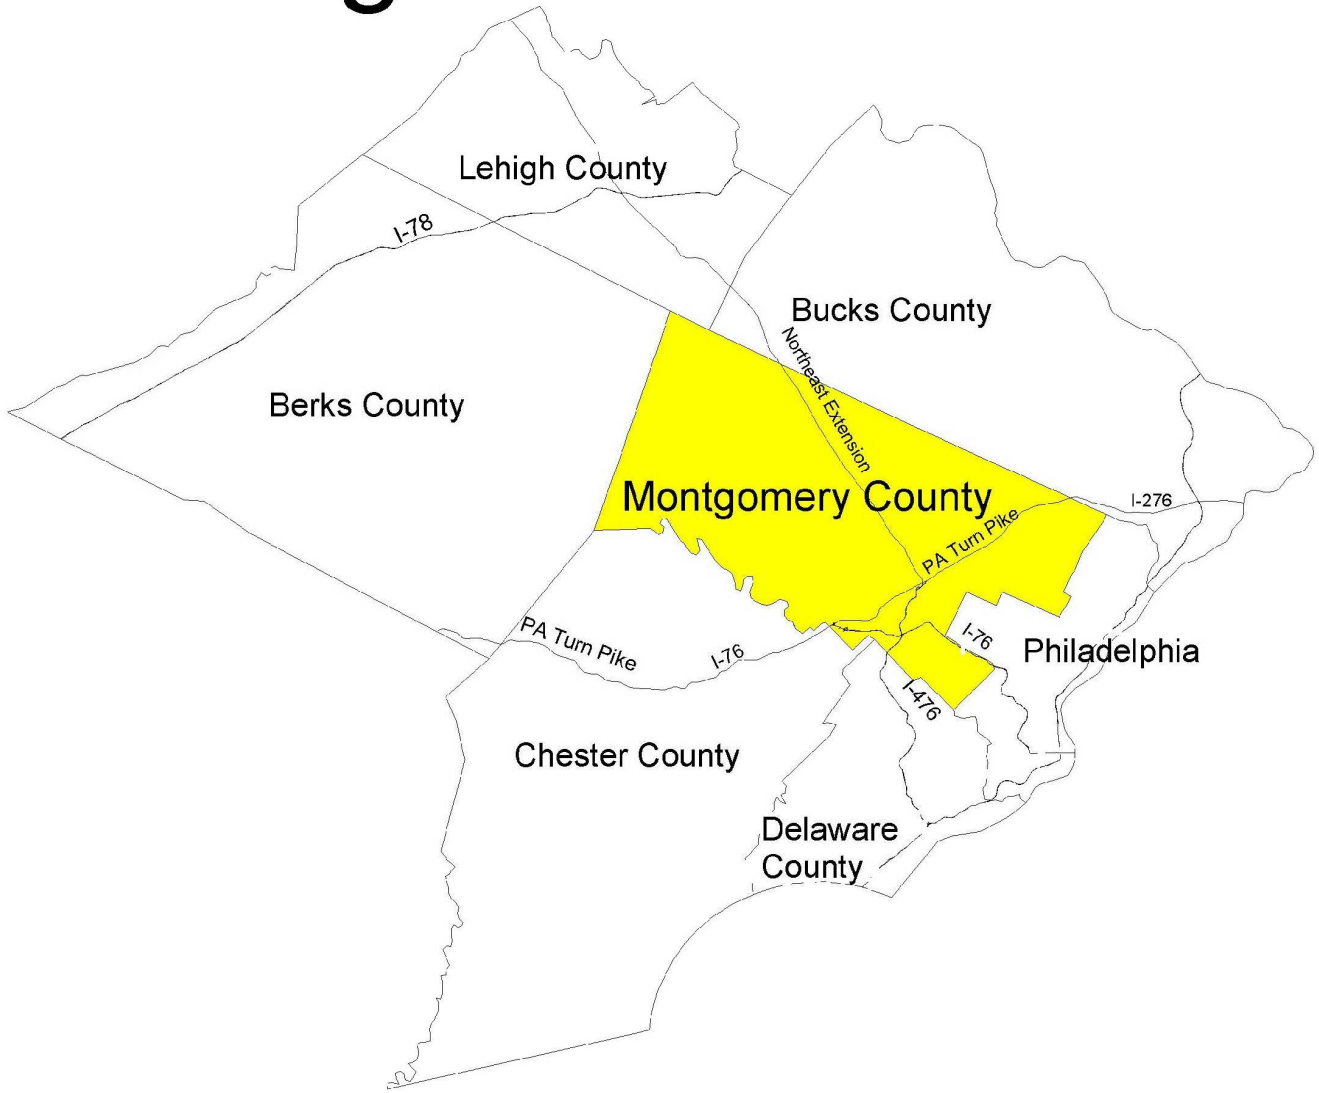 Lehigh County
I-78
Bucks County
Northeast Extension
Berks County
Montgomery County
I-276
PA Turn Pike
PA Turn Pike
I-76
I-76
Philadelphia
I-476
Chester County
Delaware
County